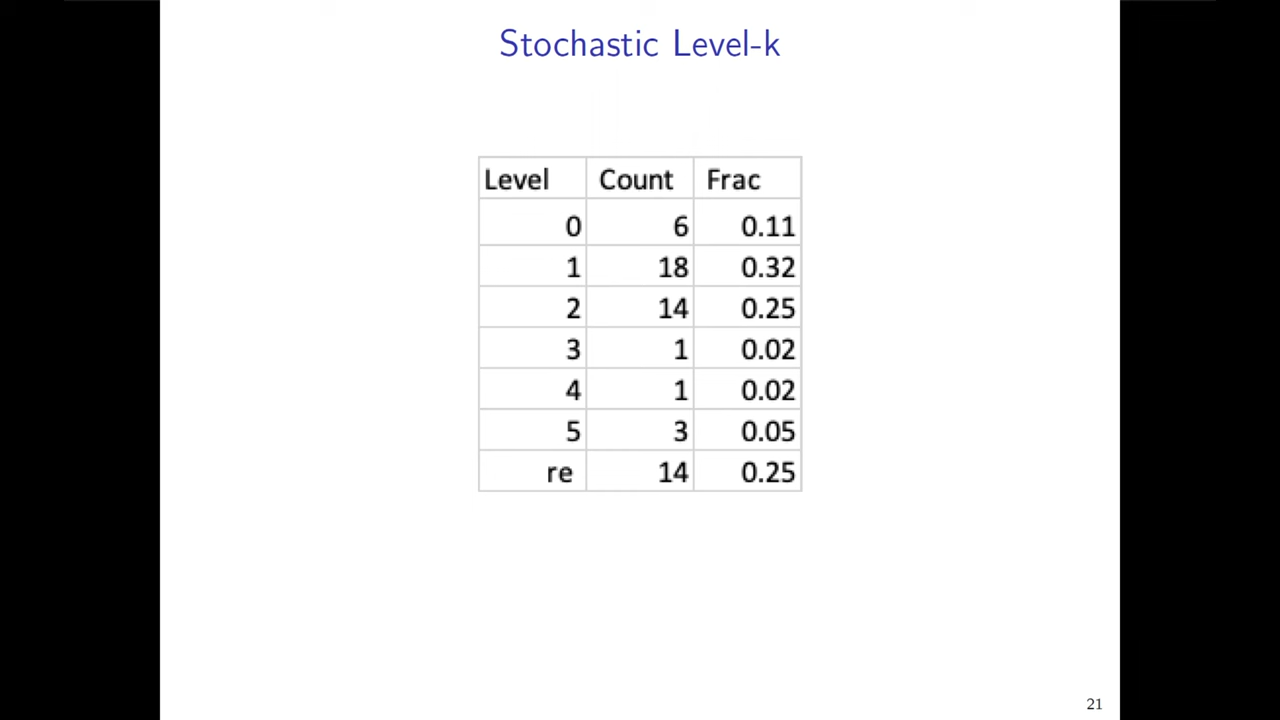 Stochastic Level-k
Level Count Frac
0 6 0.11
1 18 0.32
2 14 0.25
3 1 0.02
4 1 0.02
5 3 0.05
re 14 0.25
21